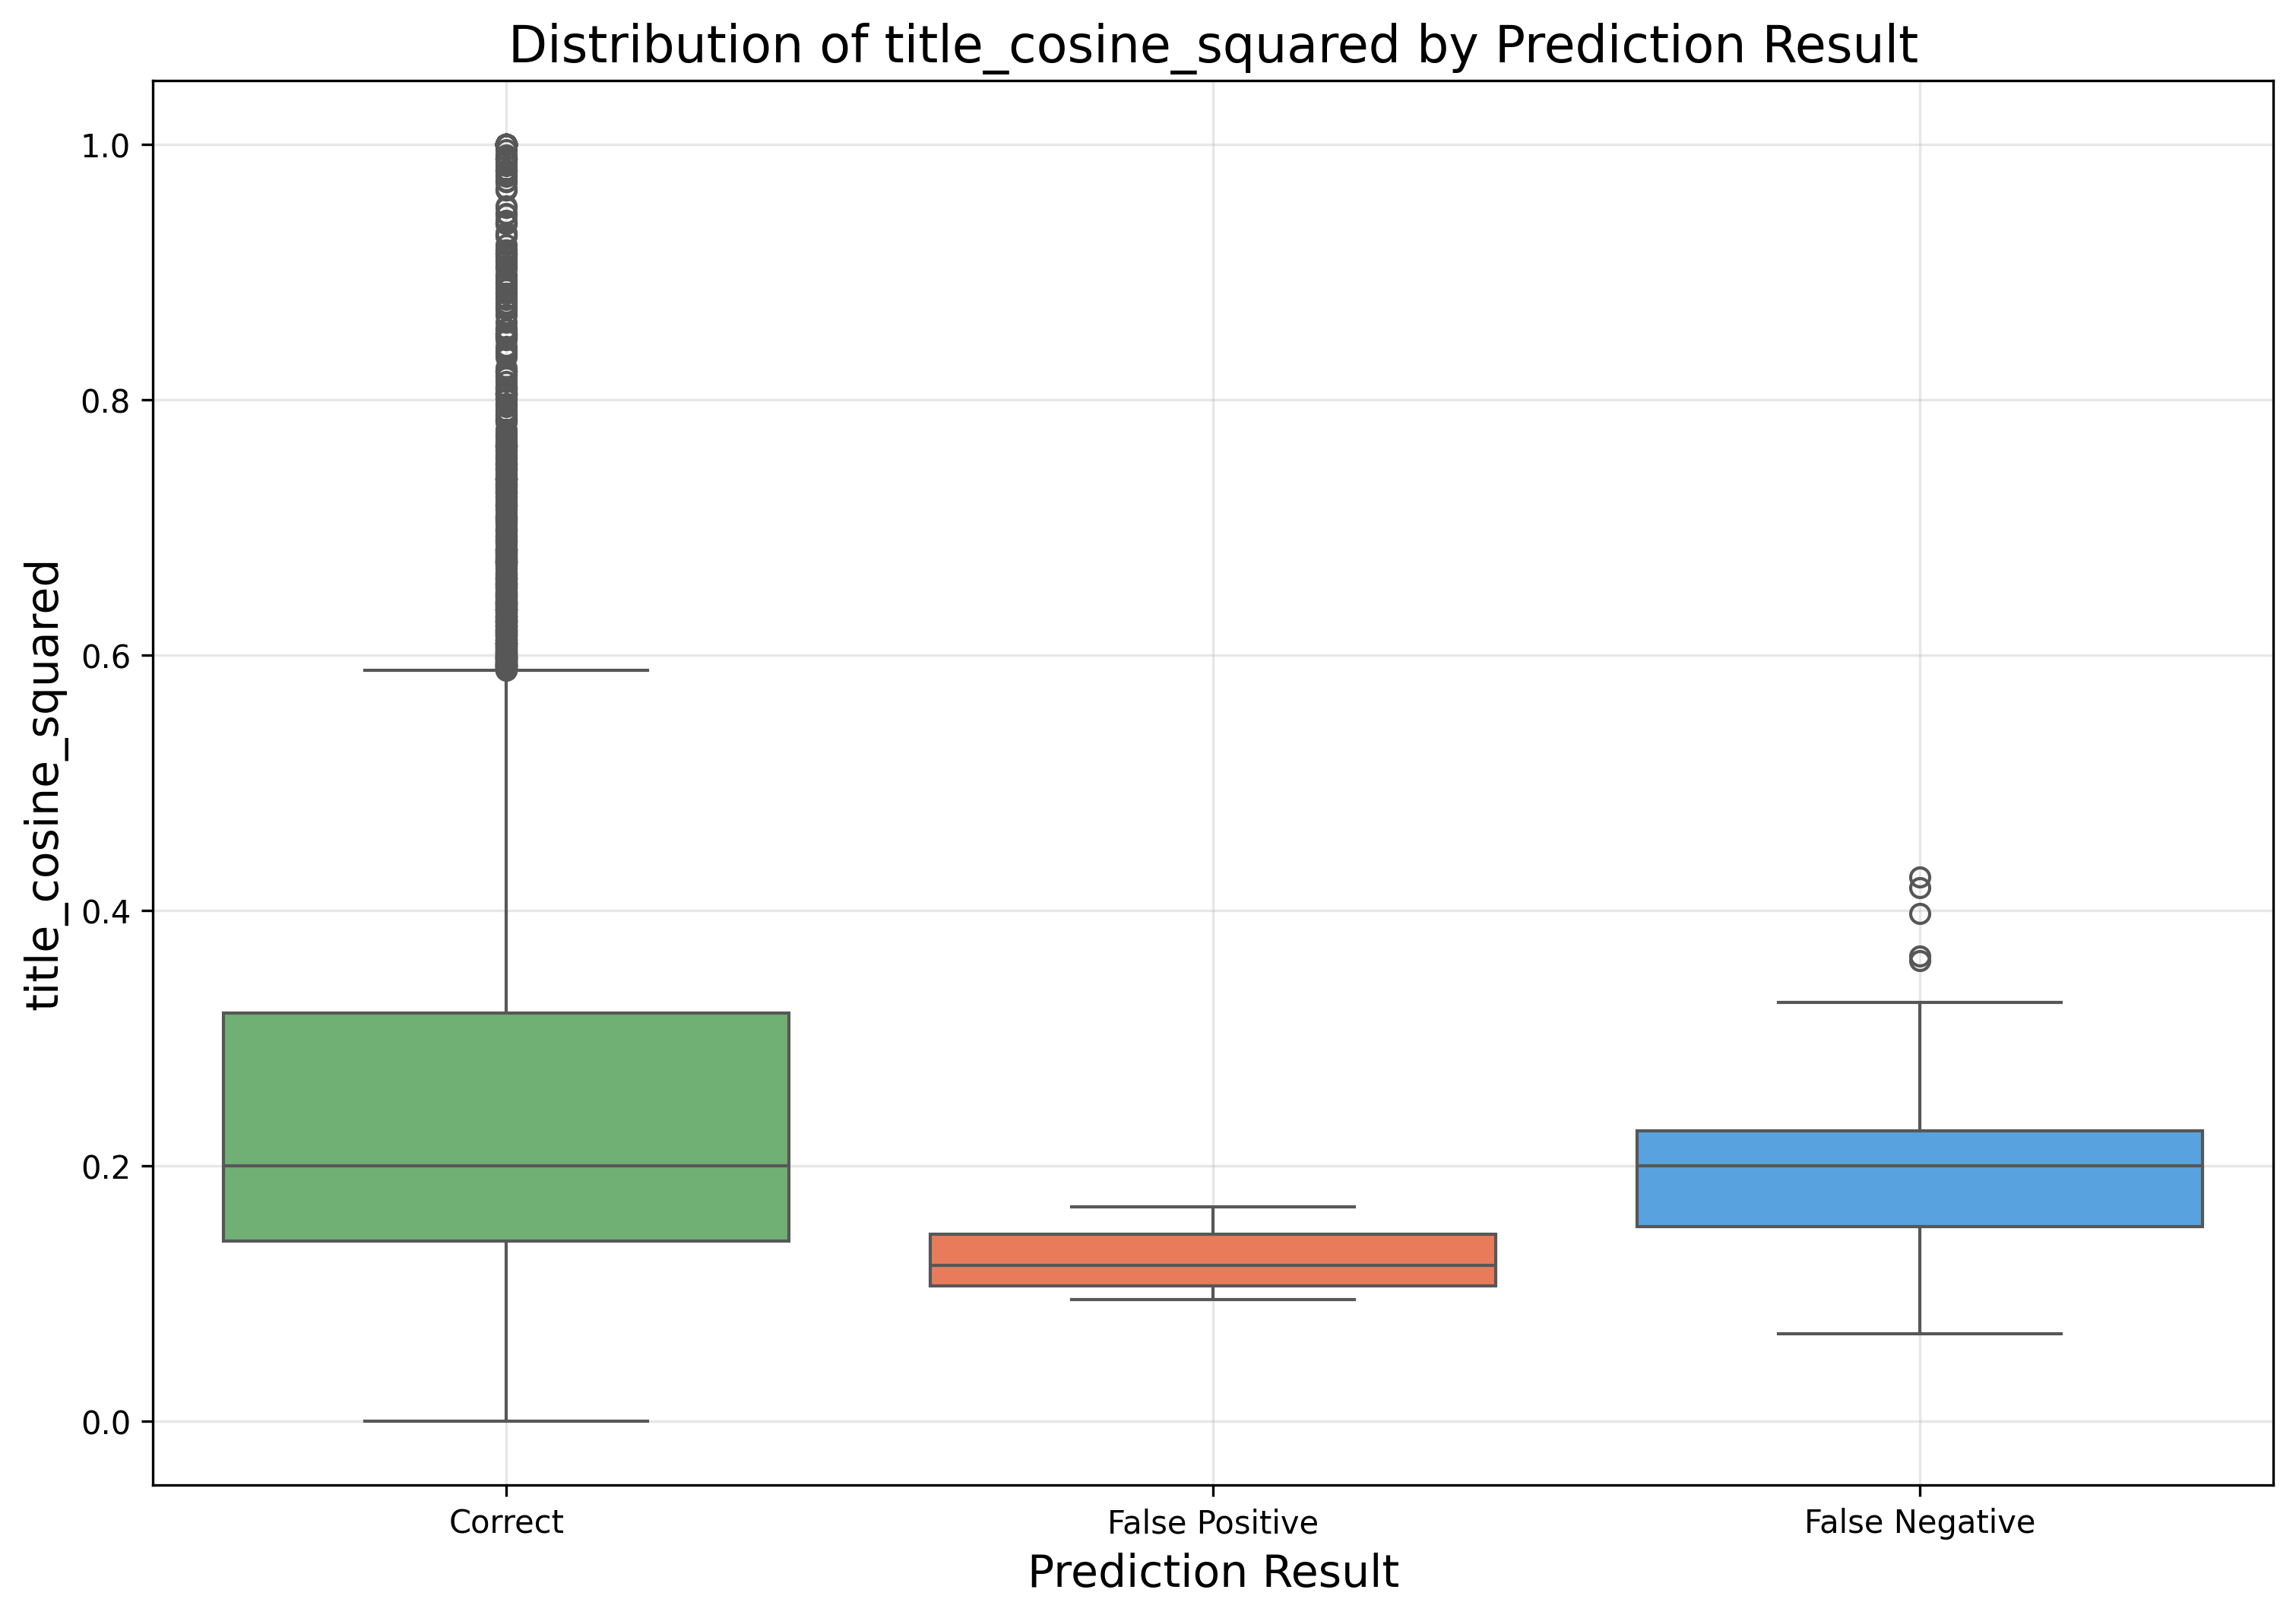 Distribution of title_cosine_squared by Prediction Result
title_cosine_squared
1.0
0.8
0.6
0.4
0.2
0.0
Correct
False Positive
False Negative
Prediction Result